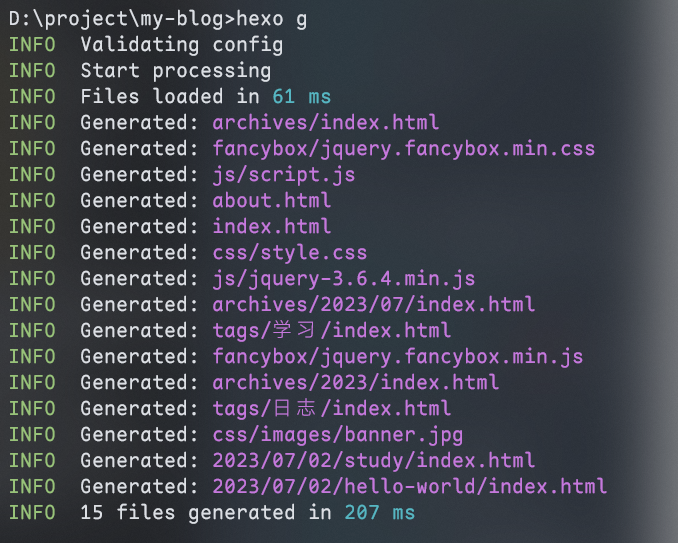 D:\project\my-blog>hexo g
INFO  Validating config
INFO  Start processing
INFO  Files loaded in 61 ms
INFO  Generated: archives/index.html
INFO  Generated: fancybox/jquery.fancybox.min.css
INFO  Generated: js/script.js
INFO  Generated: about.html
INFO  Generated: index.html
INFO  Generated: css/style.css
INFO  Generated: js/jquery-3.6.4.min.js
INFO  Generated: archives/2023/07/index.html
INFO  Generated: tags/学习/index.html
INFO  Generated: fancybox/jquery.fancybox.min.js
INFO  Generated: archives/2023/index.html
INFO  Generated: tags/日志/index.html
INFO  Generated: css/images/banner.jpg
INFO  Generated: 2023/07/02/study/index.html
INFO  Generated: 2023/07/02/hello-world/index.html
INFO  15 files generated in 207 ms